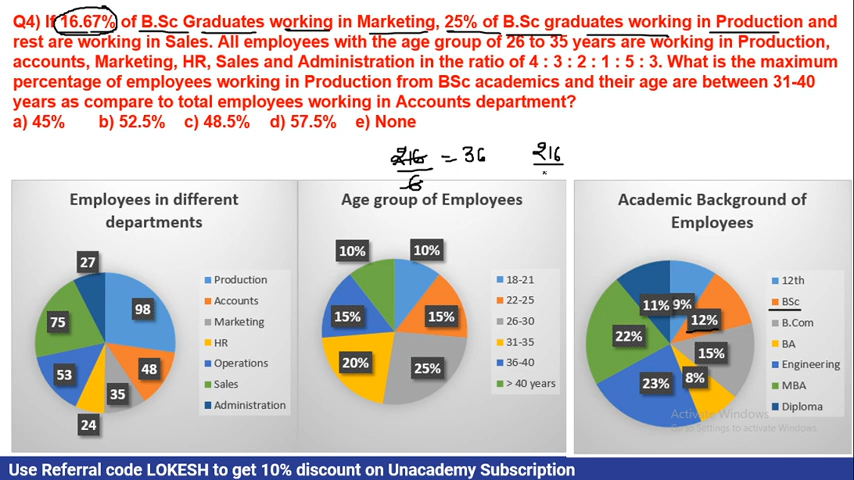 Q4) If 16.67% of B.Sc Graduates working in Marketing, 25% of B.Sc graduates working in Production and
rest are working in Sales. All employees with the age group of 26 to 35 years are working in Production,
accounts, Marketing, HR, Sales and Administration in the ratio of 4 : 3 : 2 : 1 : 5 : 3. What is the maximum
percentage of employees working in Production from BSc academics and their age are between 31-40
years as compare to total employees working in Accounts department?
a) 45% b) 52.5% c) 48.5% d) 57.5% e) None
216 = 36 216
6
Employees in different
departments
27
98
75
48
53
35
24
Production
Accounts
Marketing
HR
Operations
Sales
Administration
Age group of Employees
10% 10%
15% 15%
20% 25%
18-21
22-25
26-30
31-35
36-40
> 40 years
Academic Background of
Employees
11% 9%
12%
22%
15%
23% 8%
12th
BSc
B.Com
BA
Engineering
MBA
Diploma
Activate Windows
Go to Settings to activate Windows.
Use Referral code LOKESH to get 10% discount on Unacademy Subscription